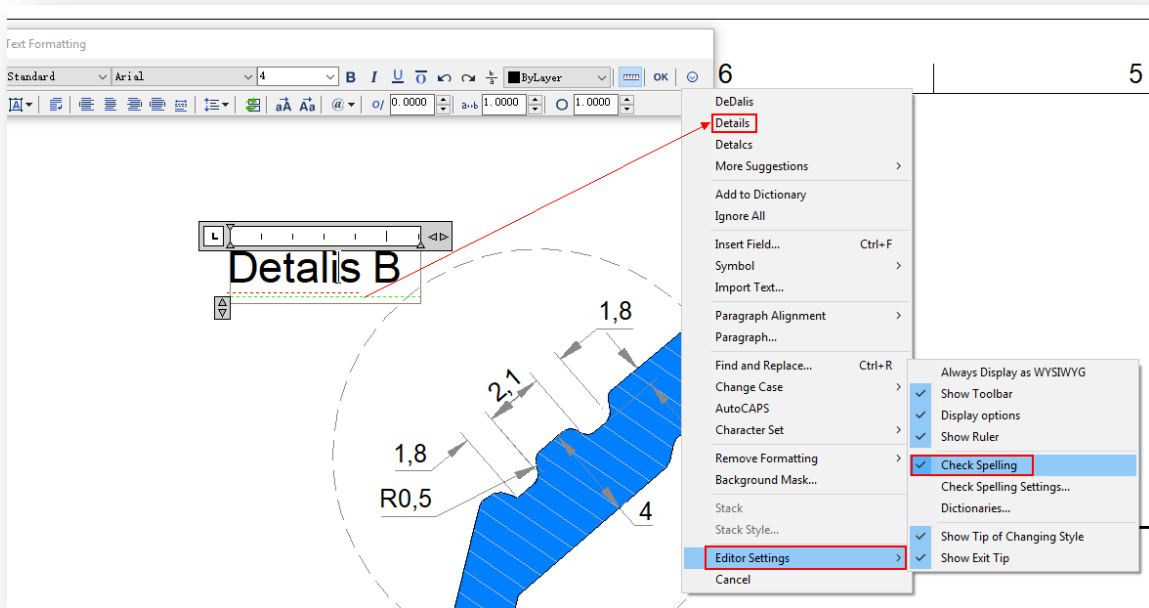 Text Formatting
Standard Arial 4 B I U O ByLayer OK
0.0000 a••b 1.0000 1.0000
6 5
DeDalis
Details
Detalcs
More Suggestions
Add to Dictionary
Ignore All
Insert Field... Ctrl+F
Symbol
Import Text...
Paragraph Alignment
Paragraph...
Find and Replace... Ctrl+R
Change Case
AutoCAPS
Character Set
Remove Formatting
Background Mask...
Stack
Stack Style...
Editor Settings
Cancel
Always Display as WYSIWYG
Show Toolbar
Display options
Show Ruler
Check Spelling
Check Spelling Settings...
Dictionaries...
Show Tip of Changing Style
Show Exit Tip
L
Detalis B
1,8
2,1
1,8
R0,5
4